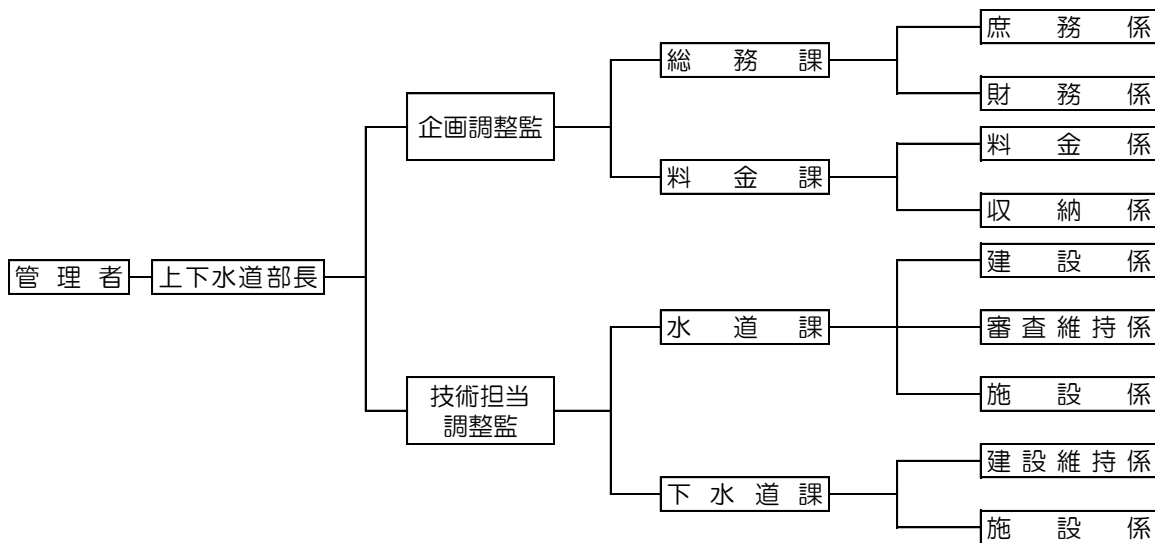 管理者
上下水道部長
企画調整監
総務課
庶務係
財務係
料金課
料金係
収納係
技術担当
調整監
水道課
建設係
審査維持係
施設係
下水道課
建設維持係
施設係